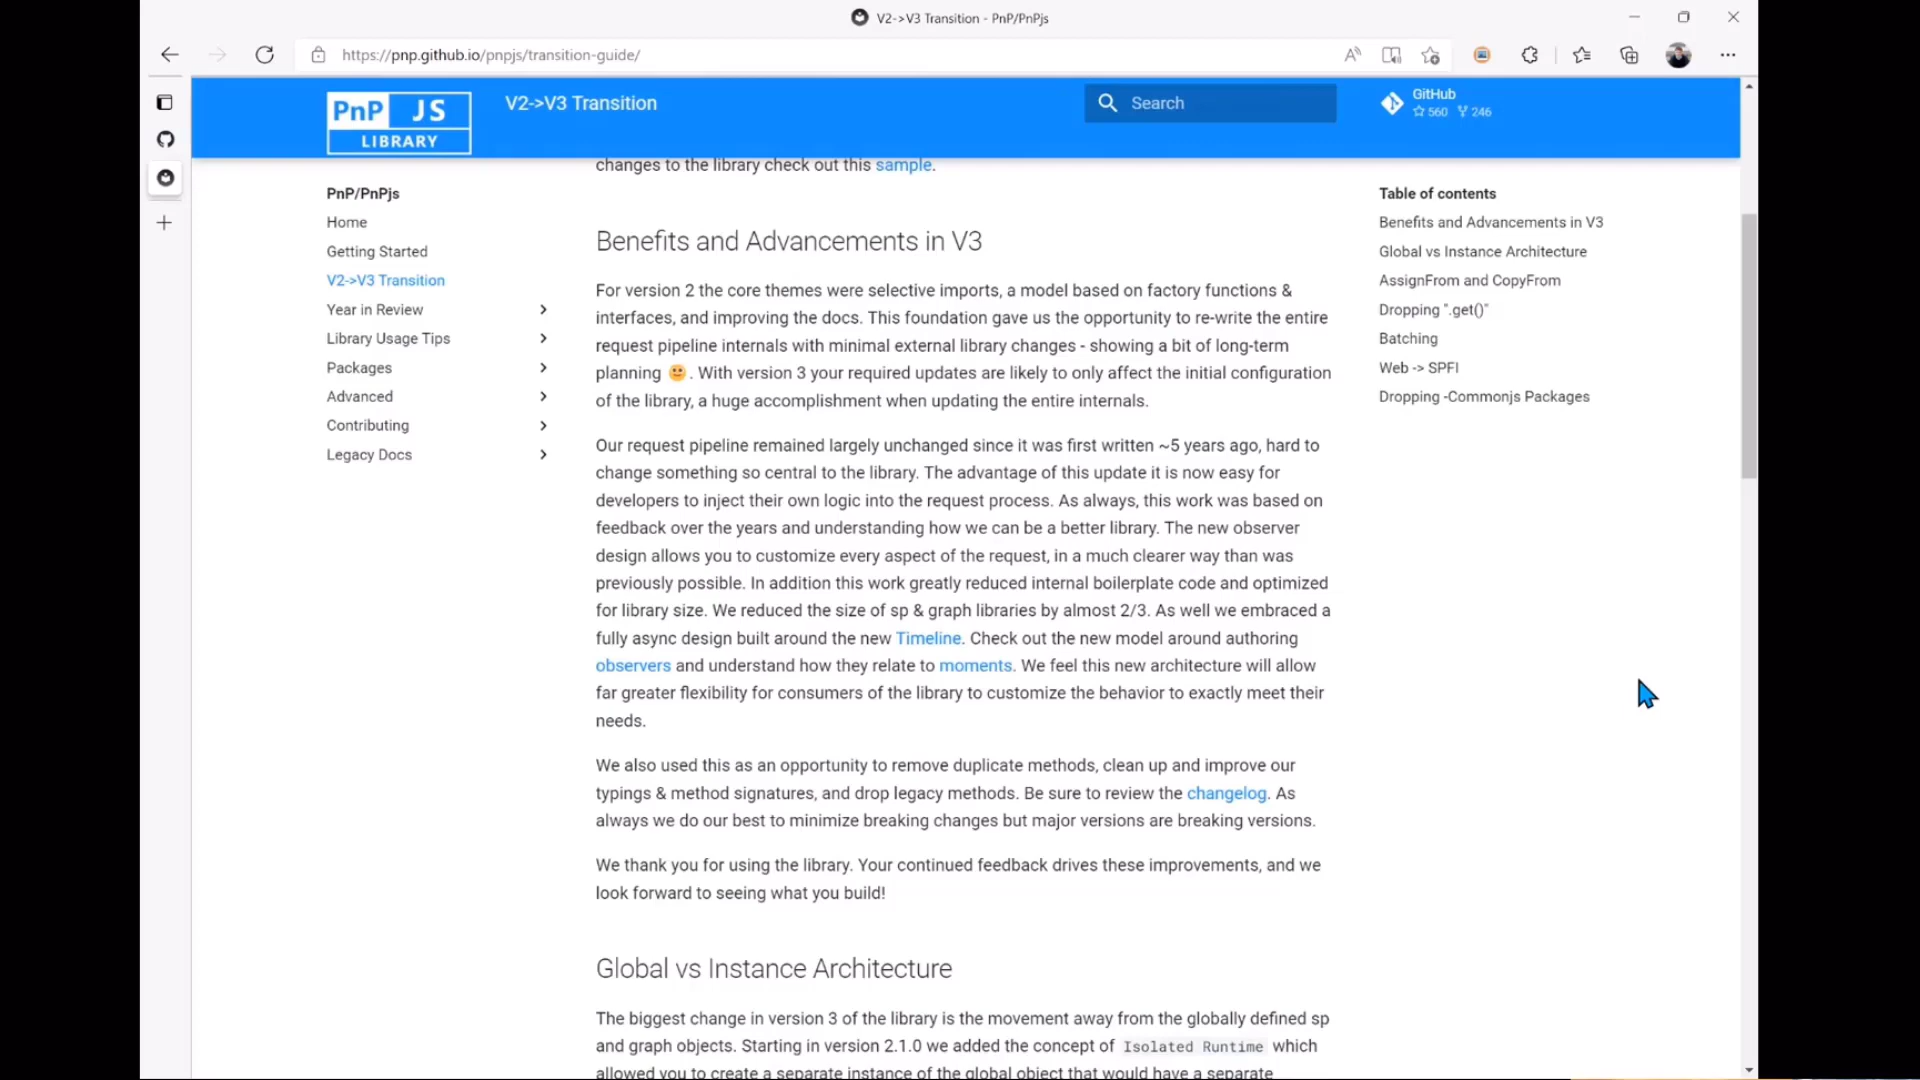 V2->V3 Transition - PnP/PnPjs
https://pnp.github.io/pnpjs/transition-guide/
PnP JS
LIBRARY
V2->V3 Transition
Search
GitHub
560 246
changes to the library check out this sample.
PnP/PnPjs
Home
Getting Started
V2->V3 Transition
Year in Review
Library Usage Tips
Packages
Advanced
Contributing
Legacy Docs
Benefits and Advancements in V3
For version 2 the core themes were selective imports, a model based on factory functions &
interfaces, and improving the docs. This foundation gave us the opportunity to re-write the entire
request pipeline internals with minimal external library changes - showing a bit of long-term
planning 🙂. With version 3 your required updates are likely to only affect the initial configuration
of the library, a huge accomplishment when updating the entire internals.
Our request pipeline remained largely unchanged since it was first written ~5 years ago, hard to
change something so central to the library. The advantage of this update it is now easy for
developers to inject their own logic into the request process. As always, this work was based on
feedback over the years and understanding how we can be a better library. The new observer
design allows you to customize every aspect of the request, in a much clearer way than was
previously possible. In addition this work greatly reduced internal boilerplate code and optimized
for library size. We reduced the size of sp & graph libraries by almost 2/3. As well we embraced a
fully async design built around the new Timeline. Check out the new model around authoring
observers and understand how they relate to moments. We feel this new architecture will allow
far greater flexibility for consumers of the library to customize the behavior to exactly meet their
needs.
We also used this as an opportunity to remove duplicate methods, clean up and improve our
typings & method signatures, and drop legacy methods. Be sure to review the changelog. As
always we do our best to minimize breaking changes but major versions are breaking versions.
We thank you for using the library. Your continued feedback drives these improvements, and we
look forward to seeing what you build!
Global vs Instance Architecture
The biggest change in version 3 of the library is the movement away from the globally defined sp
and graph objects. Starting in version 2.1.0 we added the concept of Isolated Runtime which
allowed you to create a separate instance of the global object that would have a separate
Table of contents
Benefits and Advancements in V3
Global vs Instance Architecture
AssignFrom and CopyFrom
Dropping ".get()"
Batching
Web -> SPFI
Dropping -Commonjs Packages